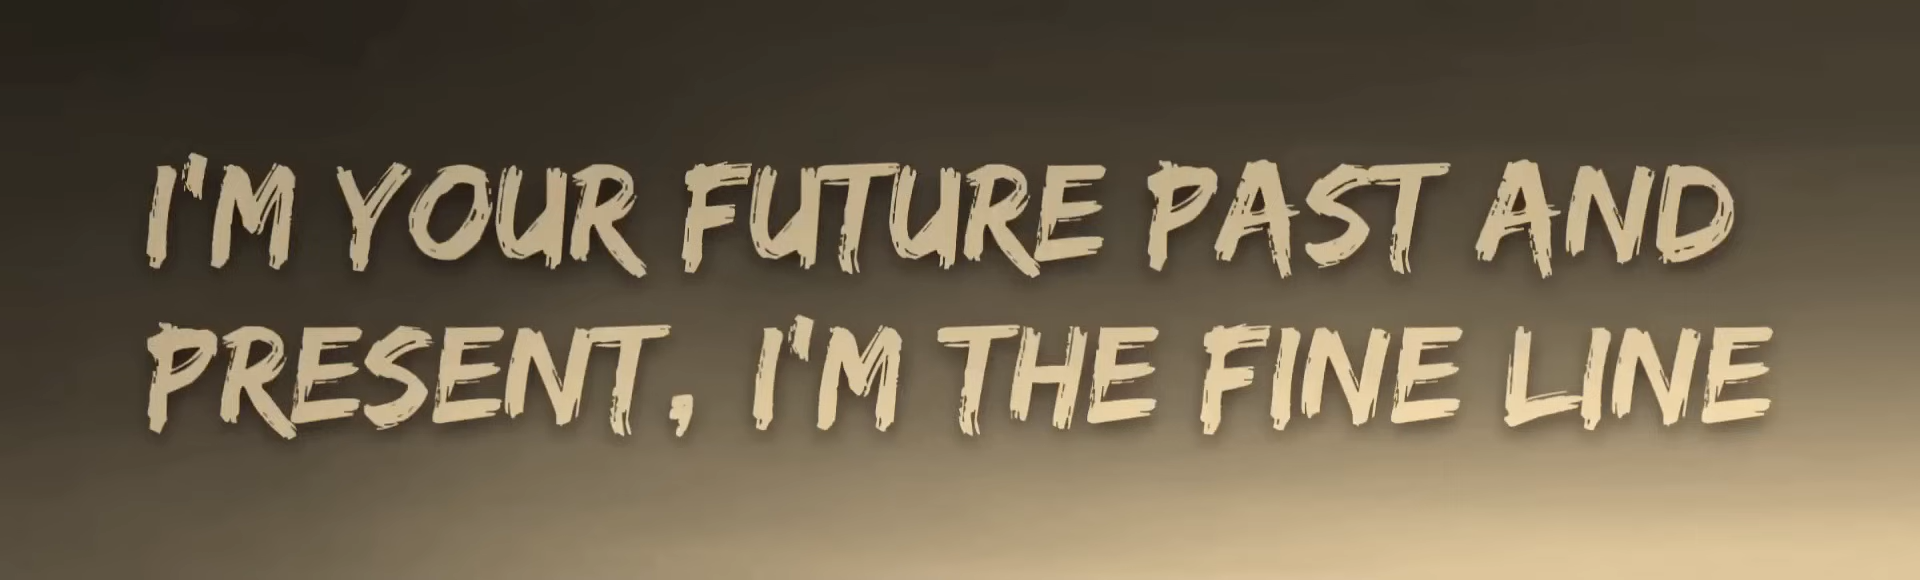 I'M YOUR FUTURE PAST AND
PRESENT, I'M THE FINE LINE